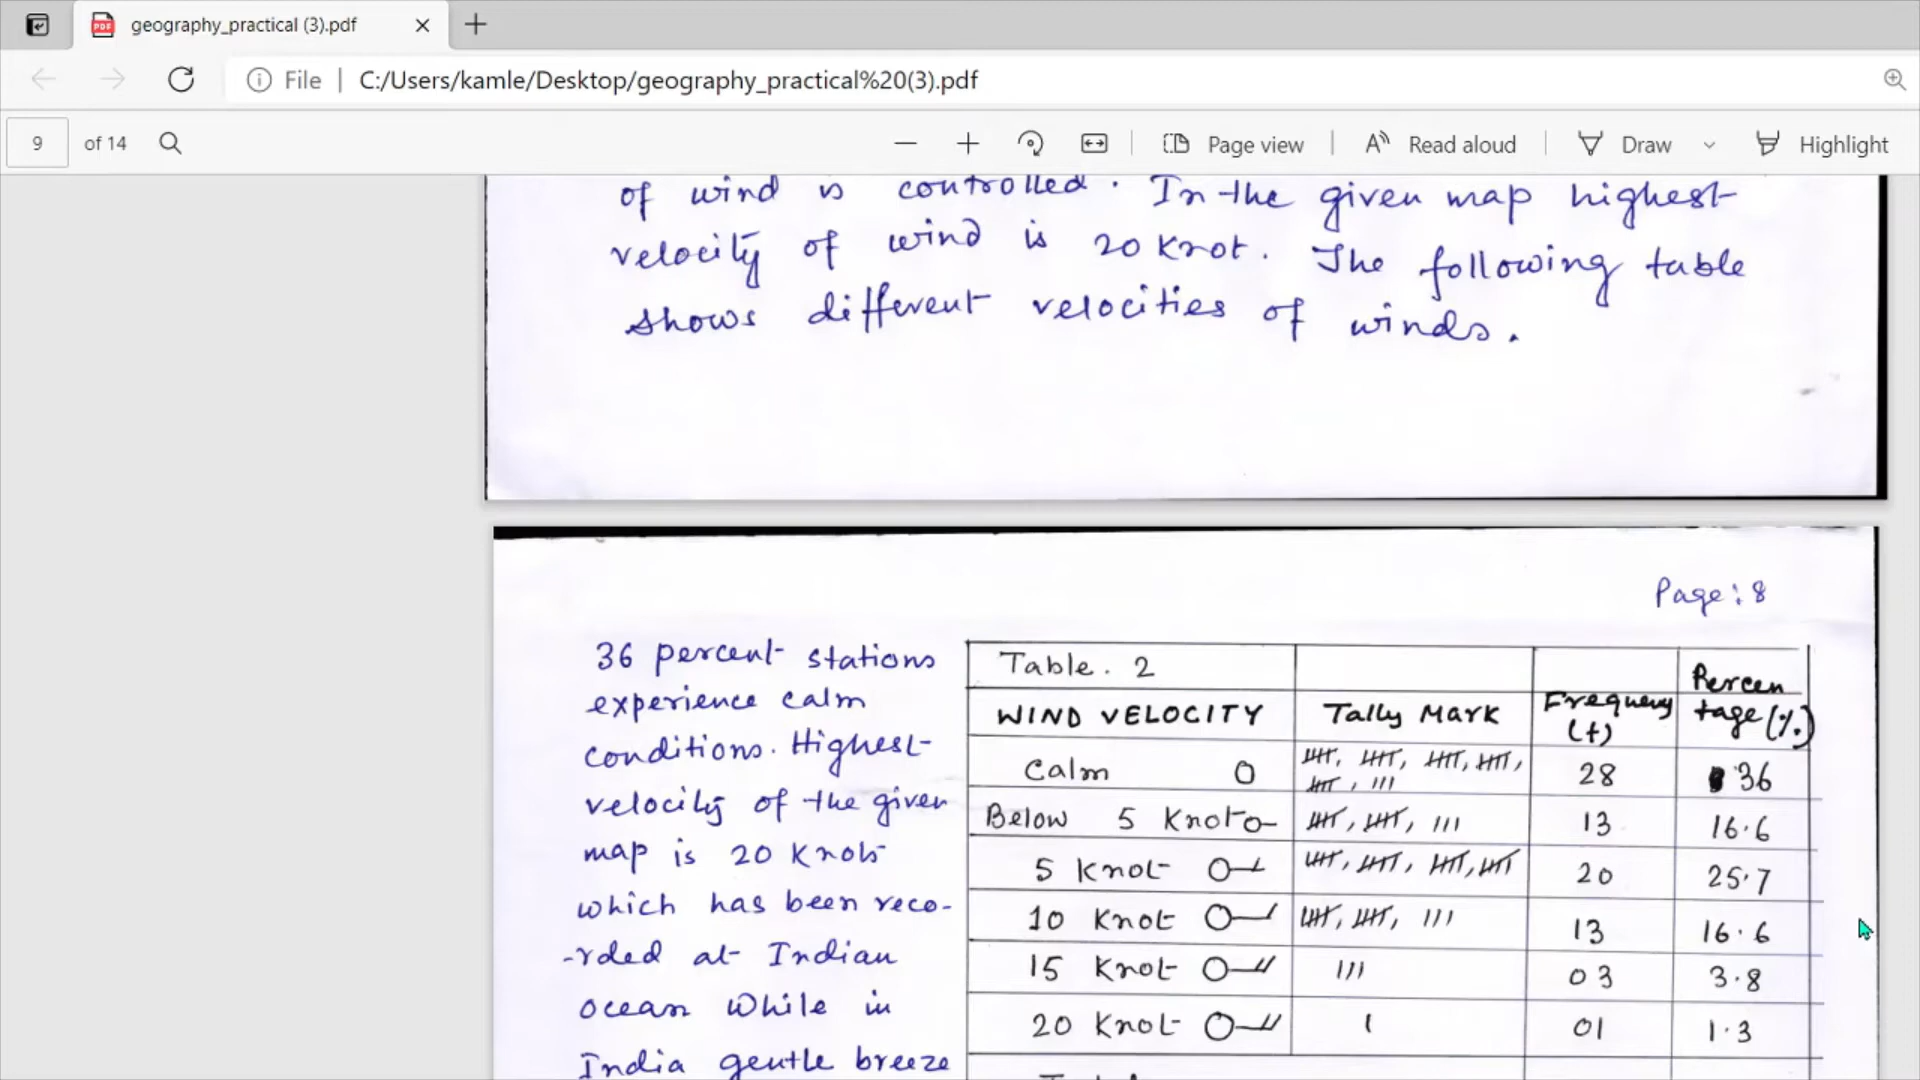 geography_practical (3).pdf
File | C:/Users/kamle/Desktop/geography_practical%20(3).pdf
9 of 14 Page view Read aloud Draw Highlight
of wind is controlled. In the given map highest
velocity of wind is 20 Knot. The following table
shows different velocities of winds.
Page: 8
36 percent stations
experience calm
conditions. Highest
velocity of the given
map is 20 Knots
which has been reco-
-rded at Indian
ocean while in
India gentle breeze
Table. 2
WIND VELOCITY Tally Mark Frequency (f) Percentage (%)
Calm 28 36
Below 5 Knot 13 16.6
5 Knot 20 25.7
10 Knot 13 16.6
15 Knot 03 3.8
20 Knot 01 1.3